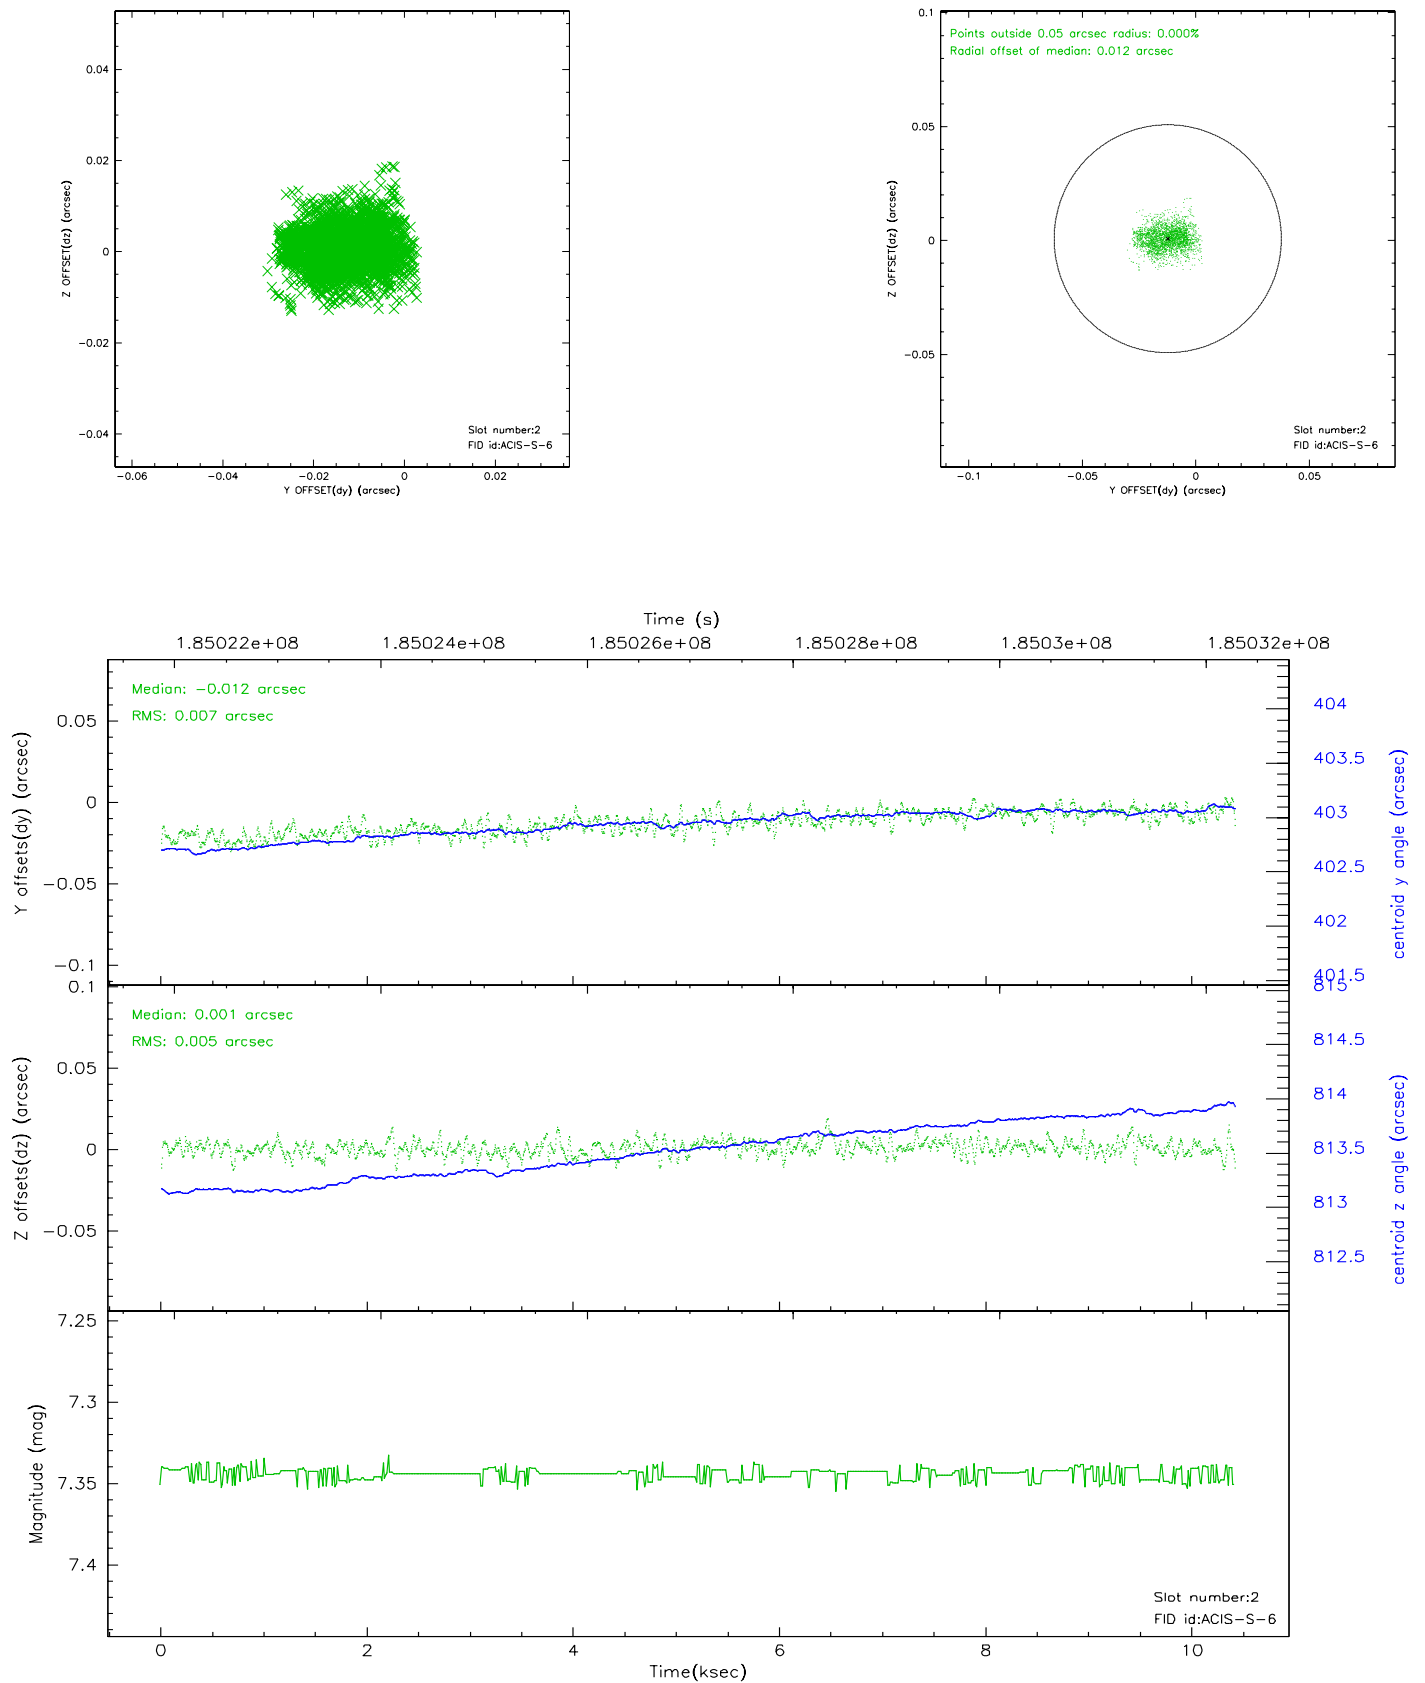 0.04
0.02
0
−0.02
−0.04
Z OFFSET(dz) (arcsec)
Slot number:2
FID id:ACIS−S−6
−0.06
−0.04
−0.02
0
0.02
Y OFFSET(dy) (arcsec)
0.1
0.05
0
−0.05
Z OFFSET(dz) (arcsec)
Points outside 0.05 arcsec radius: 0.000%
Radial offset of median: 0.012 arcsec
Slot number:2
FID id:ACIS−S−6
−0.1
−0.05
0
0.05
Y OFFSET(dy) (arcsec)
Time (s)
1.85022e+08
1.85024e+08
1.85026e+08
1.85028e+08
1.8503e+08
1.85032e+08
Median: −0.012 arcsec
RMS: 0.007 arcsec
0.05
0
−0.05
−0.1
Y offsets(dy) (arcsec)
404
403.5
403
402.5
402
401.5
centroid y angle (arcsec)
Median: 0.001 arcsec
RMS: 0.005 arcsec
0.1
0.05
0
−0.05
Z offsets(dz) (arcsec)
815
814.5
814
813.5
813
812.5
centroid z angle (arcsec)
7.25
7.3
7.35
7.4
Magnitude (mag)
Slot number:2
FID id:ACIS−S−6
0
2
4
6
8
10
Time(ksec)